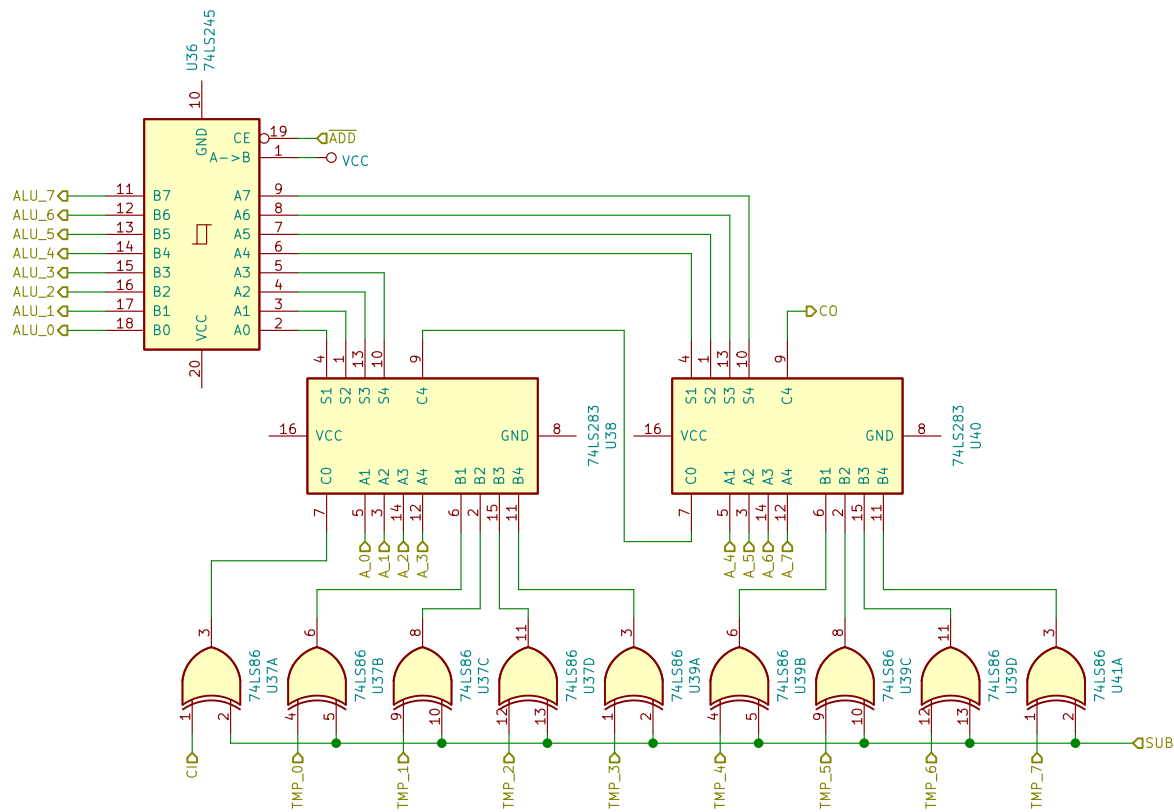 U36
74LS245
10
GND
CE
19
ADD
A->B
1
VCC
ALU_7
11
B7
A7
9
ALU_6
12
B6
A6
8
ALU_5
13
B5
A5
7
ALU_4
14
B4
A4
6
ALU_3
15
B3
A3
5
ALU_2
16
B2
A2
4
ALU_1
17
B1
A1
3
ALU_0
18
B0
A0
2
VCC
20
CO
4
1
13
10
9
S1
S2
S3
S4
C4
16
VCC
GND
8
74LS283
U38
C0
A1
A2
A3
A4
B1
B2
B3
B4
7
5
3
14
12
6
2
15
11
A_0
A_1
A_2
A_3
4
1
13
10
9
S1
S2
S3
S4
C4
16
VCC
GND
8
74LS283
U40
C0
A1
A2
A3
A4
B1
B2
B3
B4
7
5
3
14
12
6
2
15
11
A_4
A_5
A_6
A_7
3
74LS86
U37A
1
2
6
74LS86
U37B
4
5
8
74LS86
U37C
9
10
11
74LS86
U37D
12
13
3
74LS86
U39A
1
2
6
74LS86
U39B
4
5
8
74LS86
U39C
9
10
11
74LS86
U39D
12
13
3
74LS86
U41A
1
2
SUB
CI
TMP_0
TMP_1
TMP_2
TMP_3
TMP_4
TMP_5
TMP_6
TMP_7